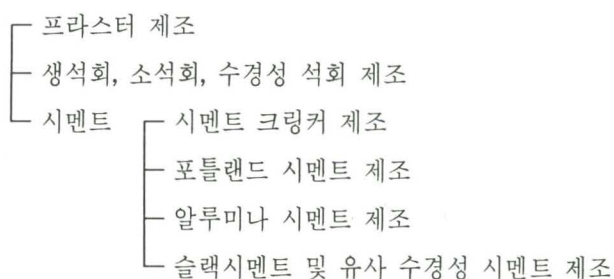 프라스터 제조
생석회, 소석회, 수경성 석회 제조
시멘트 시멘트 크링커 제조
포틀랜드 시멘트 제조
알루미나 시멘트 제조
슬랙시멘트 및 유사 수경성 시멘트 제조